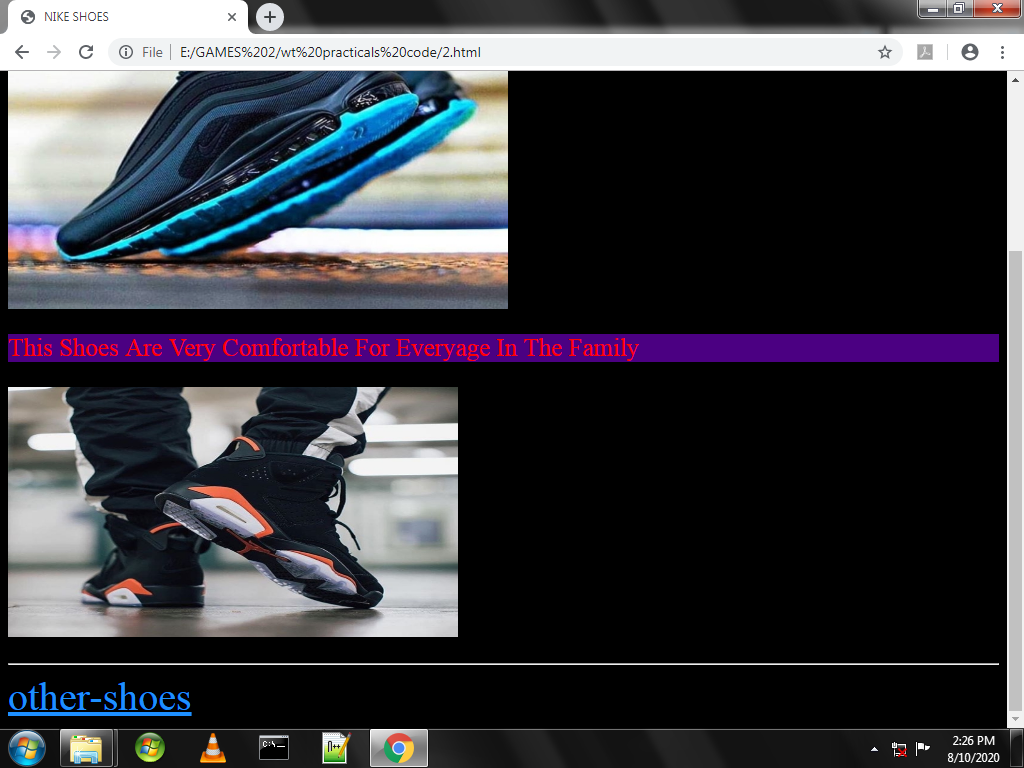 NIKE SHOES
File | E:/GAMES%202/wt%20practicals%20code/2.html
This Shoes Are Very Comfortable For Everyage In The Family
other-shoes
C:\_
2:26 PM
8/10/2020